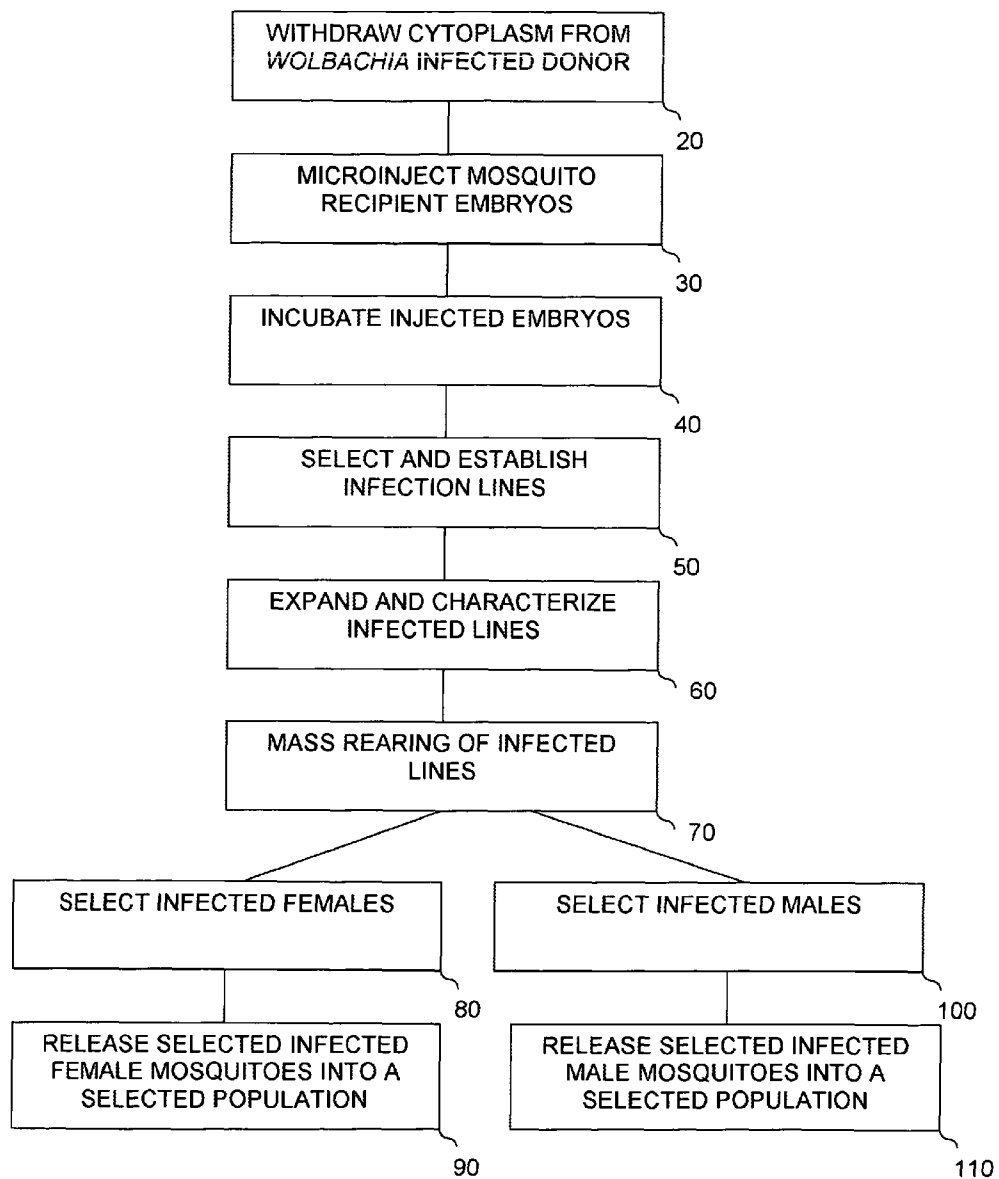 WITHDRAW CYTOPLASM FROM
WOLBACHIA INFECTED DONOR
20
MICROINJECT MOSQUITO
RECIPIENT EMBRYOS
30
INCUBATE INJECTED EMBRYOS
40
SELECT AND ESTABLISH
INFECTION LINES
50
EXPAND AND CHARACTERIZE
INFECTED LINES
60
MASS REARING OF INFECTED
LINES
70
SELECT INFECTED FEMALES
80
SELECT INFECTED MALES
100
RELEASE SELECTED INFECTED
FEMALE MOSQUITOES INTO A
SELECTED POPULATION
90
RELEASE SELECTED INFECTED
MALE MOSQUITOES INTO A
SELECTED POPULATION
110